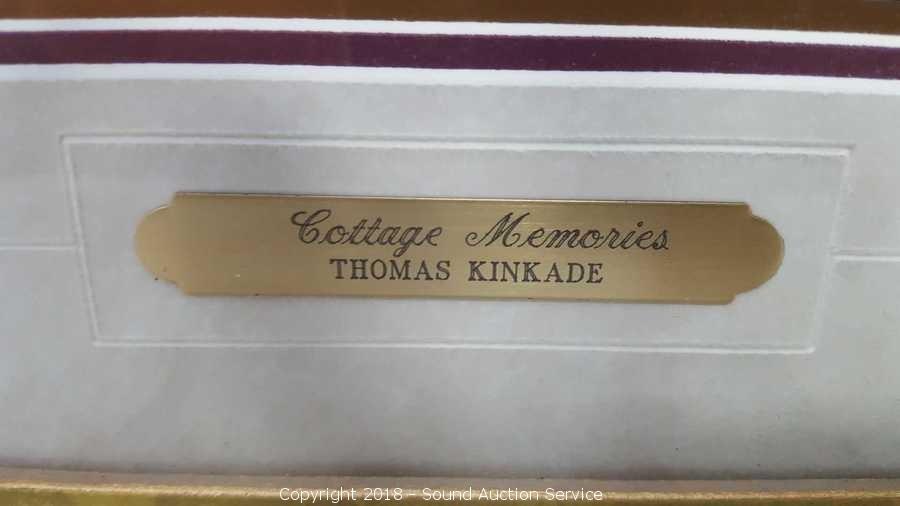 Cottage Memories
THOMAS KINKADE
Copyright 2018 - Sound Auction Service